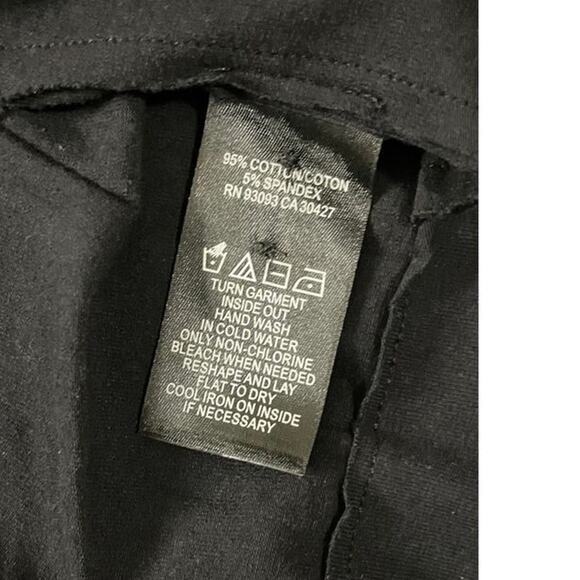 95% COTTON/COTON
5% SPANDEX
RN 93093 CA 30427
TURN GARMENT
INSIDE OUT
HAND WASH
IN COLD WATER
ONLY NON-CHLORINE
BLEACH WHEN NEEDED
RESHAPE AND LAY
FLAT TO DRY
COOL IRON ON INSIDE
IF NECESSARY